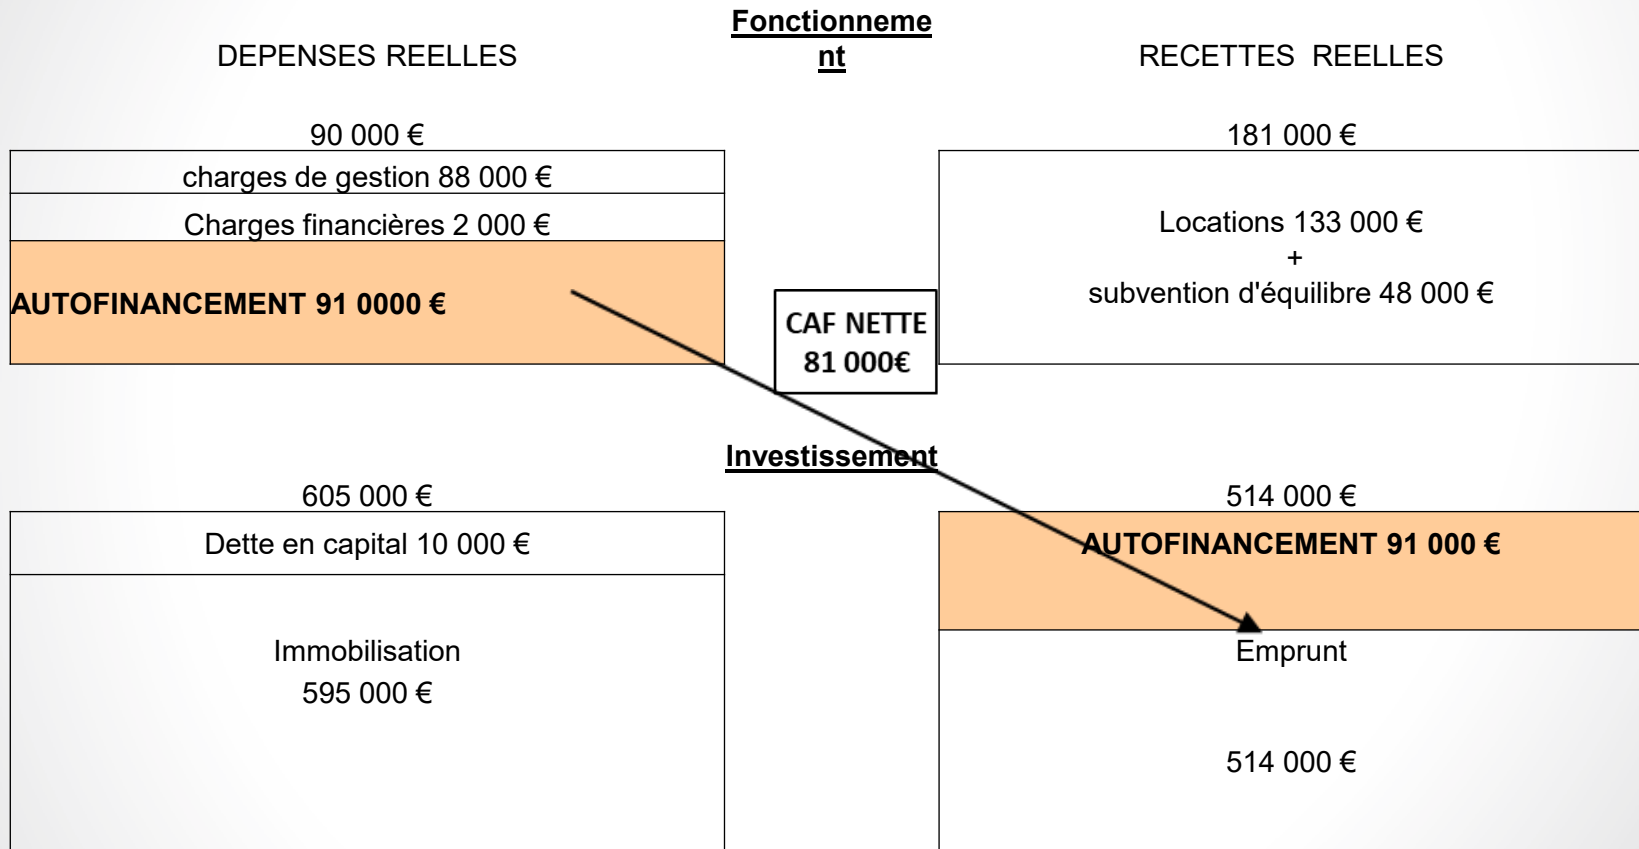 Fonctionneme
nt
DEPENSES REELLES
RECETTES REELLES
90 000 €
181 000 €
charges de gestion 88 000 €
Charges financières 2 000 €
AUTOFINANCEMENT 91 0000 €
Locations 133 000 €
+
subvention d'équilibre 48 000 €
CAF NETTE
81 000€
Investissement
605 000 €
514 000 €
Dette en capital 10 000 €
AUTOFINANCEMENT 91 000 €
Immobilisation
595 000 €
Emprunt
514 000 €